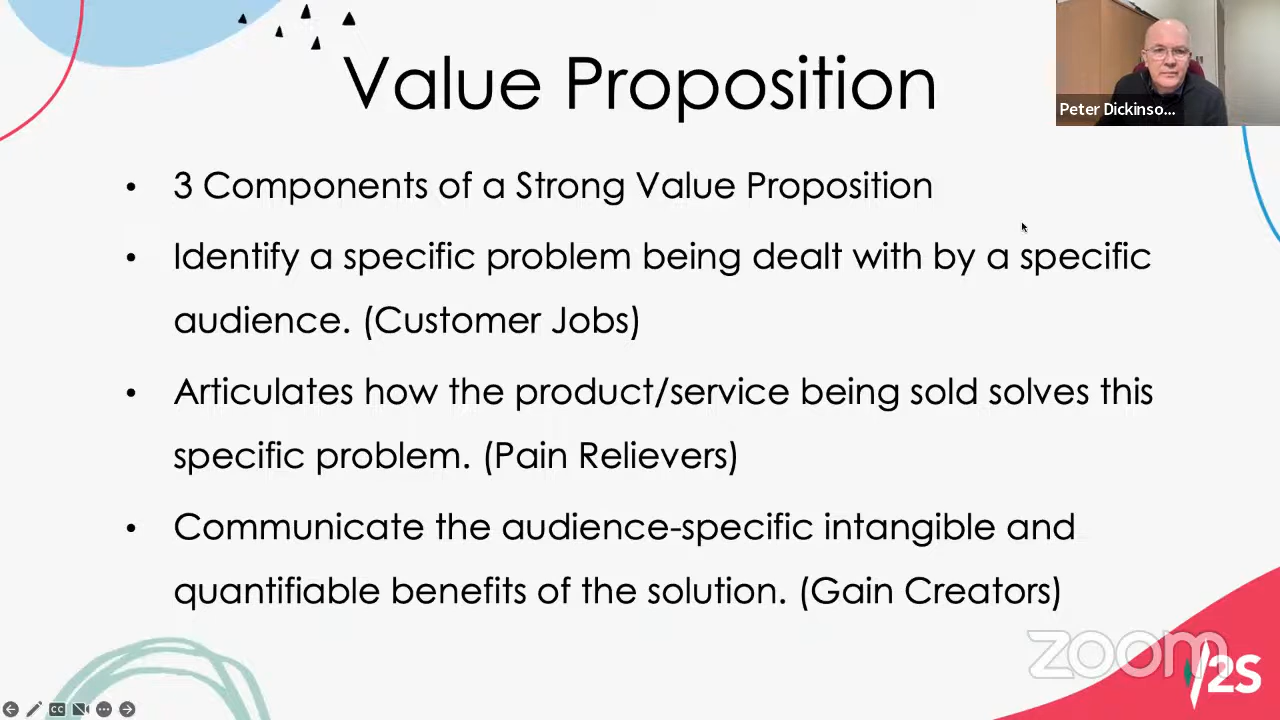 Value Proposition
Peter Dickinso...
• 3 Components of a Strong Value Proposition
• Identify a specific problem being dealt with by a specific
audience. (Customer Jobs)
• Articulates how the product/service being sold solves this
specific problem. (Pain Relievers)
• Communicate the audience-specific intangible and
quantifiable benefits of the solution. (Gain Creators)
zoom
/2S
CC